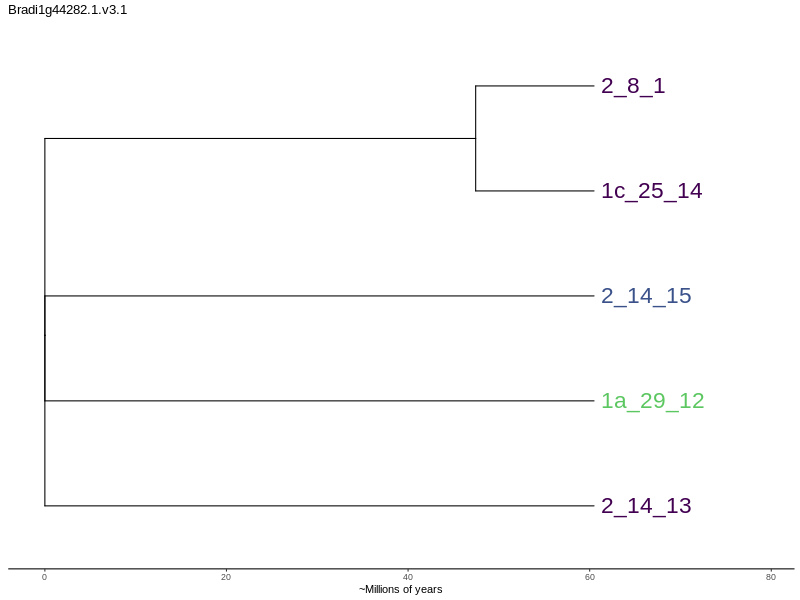 Bradi1g44282.1.v3.1
2_8_1
1c_25_14
2_14_15
1a_29_12
2_14_13
0 20 40 60 80
~Millions of years